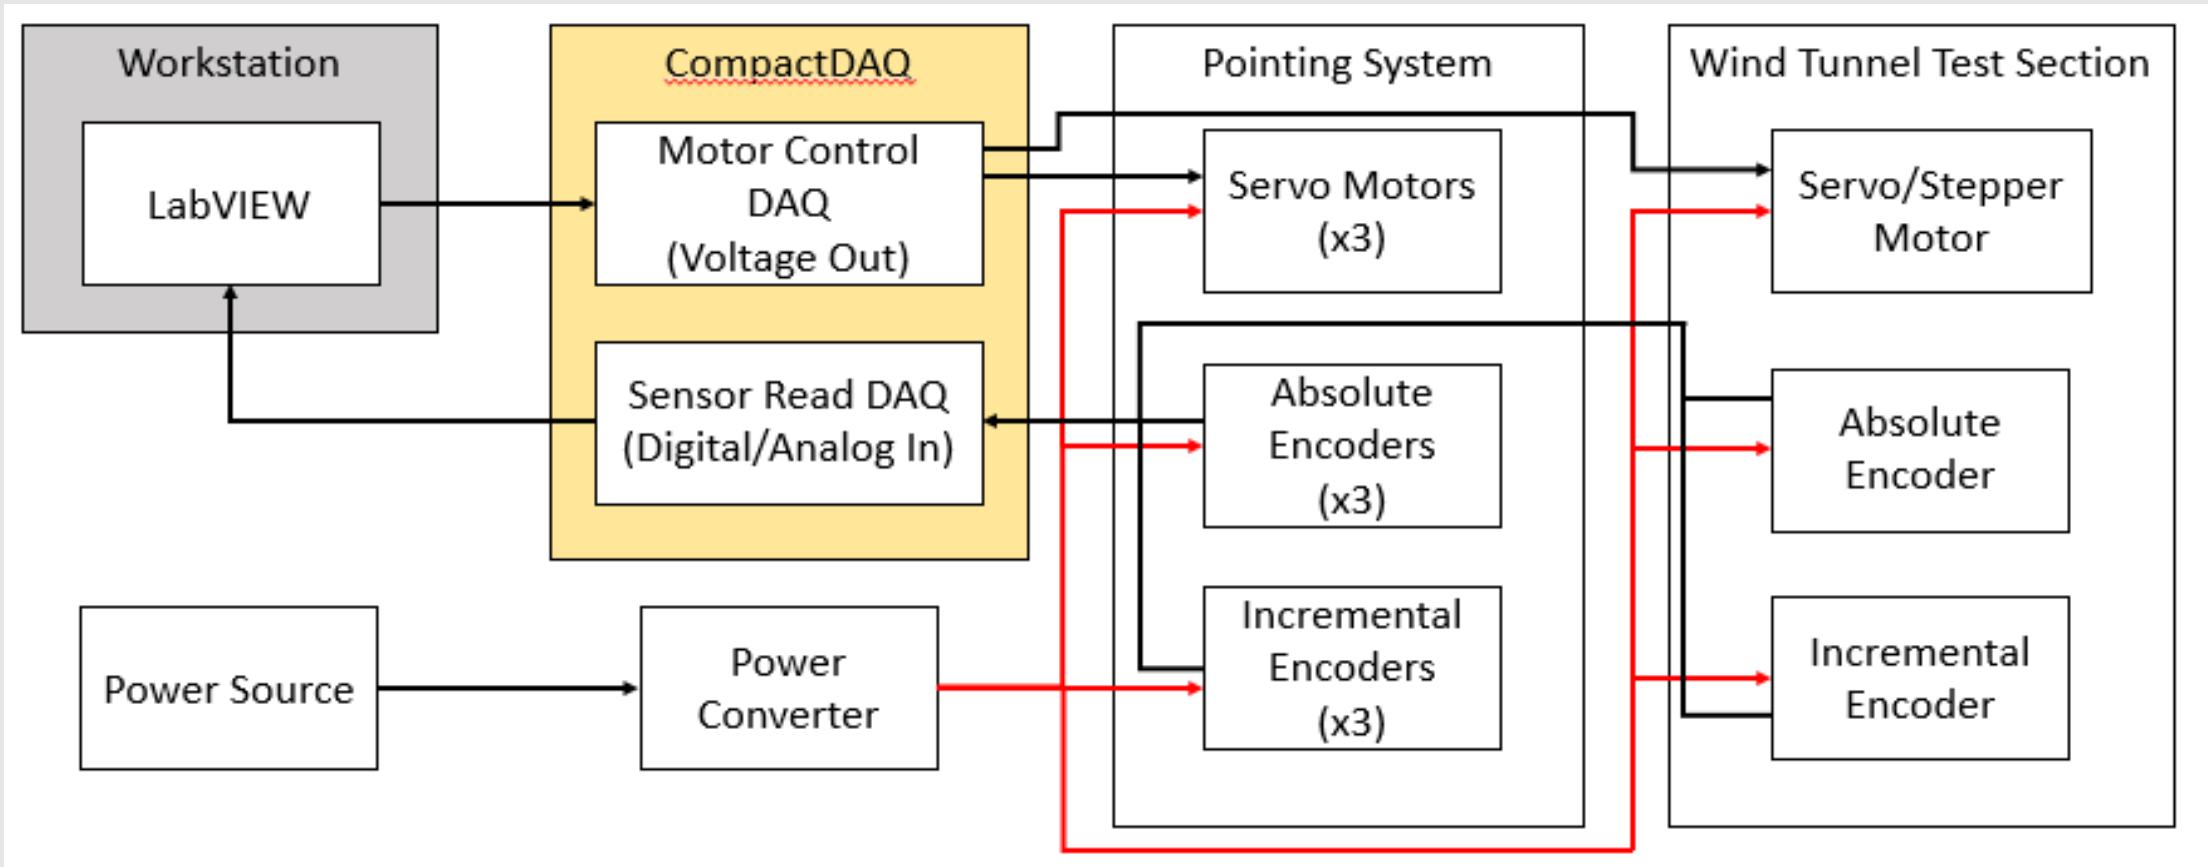 Workstation
LabVIEW
CompactDAQ
Motor Control
DAQ
(Voltage Out)
Sensor Read DAQ
(Digital/Analog In)
Power Source
Power
Converter
Pointing System
Servo Motors
(x3)
Absolute
Encoders
(x3)
Incremental
Encoders
(x3)
Wind Tunnel Test Section
Servo/Stepper
Motor
Absolute
Encoder
Incremental
Encoder